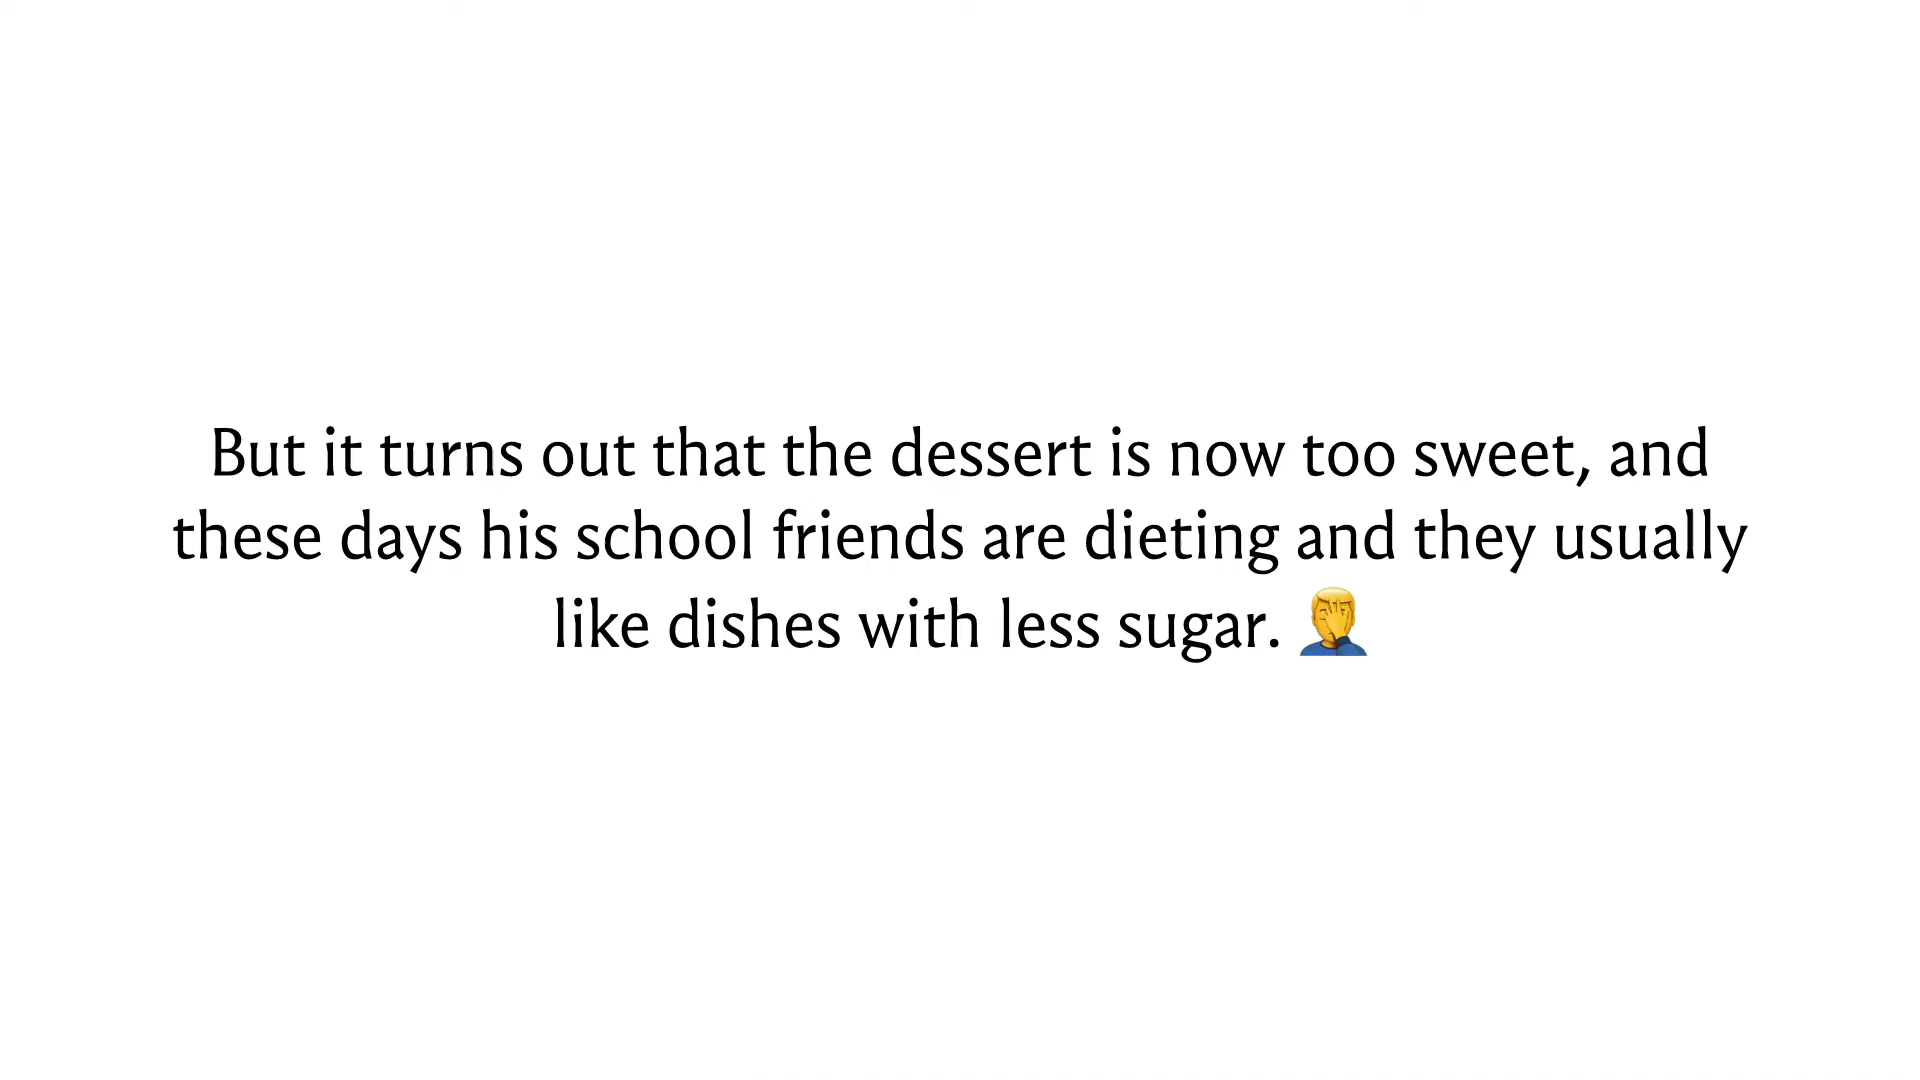 But it turns out that the dessert is now too sweet, and
these days his school friends are dieting and they usually
like dishes with less sugar. 🤦‍♂️